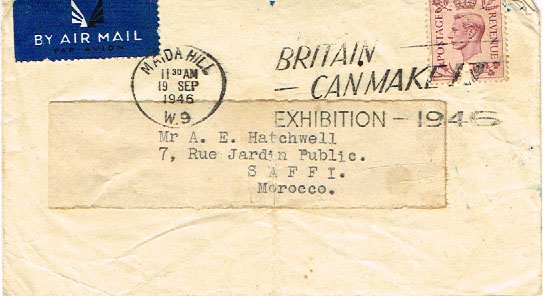 BY AIR MAIL
PAR AVION
MAIDA HILL
11 30 AM
19 SEP
1946
W.9
BRITAIN
— CAN MAKE IT
EXHIBITION — 1946
POSTAGE
REVENUE
Mr A. E. Hatchwell
7, Rue Jardin Public.
S A F F I.
Morocco.